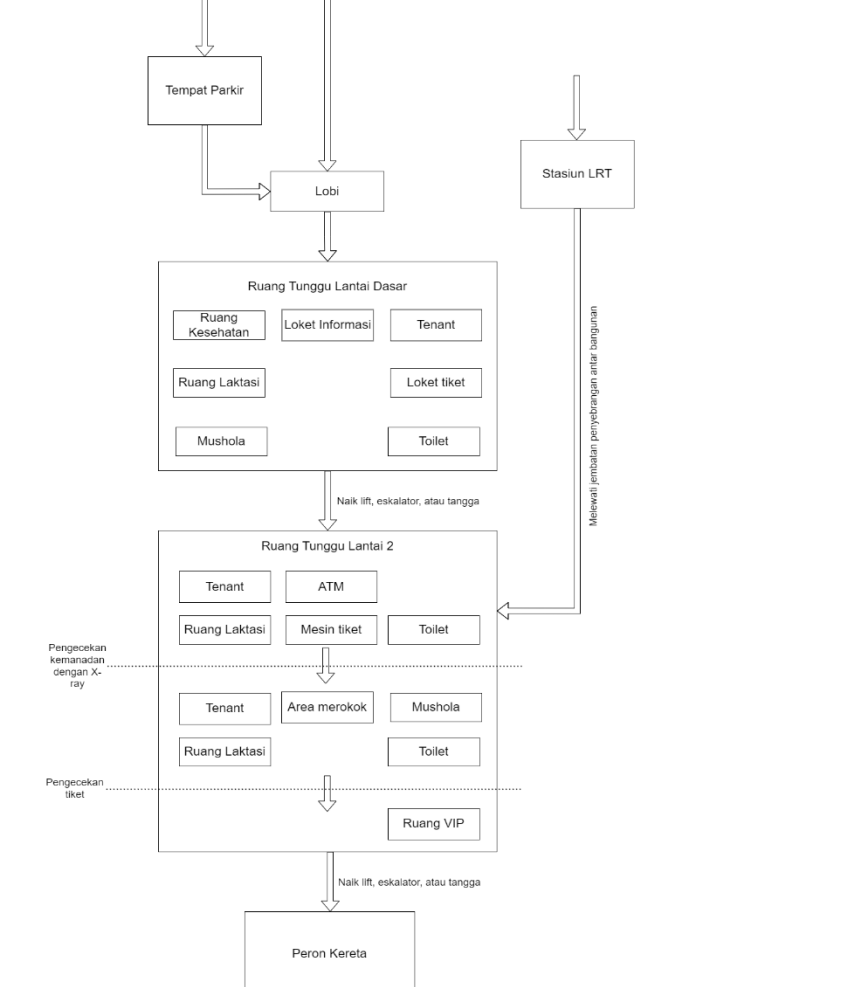 Tempat Parkir
Stasiun LRT
Lobi
Ruang Tunggu Lantai Dasar
Ruang
Kesehatan
Loket Informasi
Tenant
Ruang Laktasi
Loket tiket
Mushola
Toilet
Melewati jembatan penyebrangan antar bangunan
Naik lift, eskalator, atau tangga
Ruang Tunggu Lantai 2
Tenant
ATM
Ruang Laktasi
Mesin tiket
Toilet
Pengecekan
kemanadan
dengan X-
ray
Tenant
Area merokok
Mushola
Ruang Laktasi
Toilet
Pengecekan
tiket
Ruang VIP
Naik lift, eskalator, atau tangga
Peron Kereta